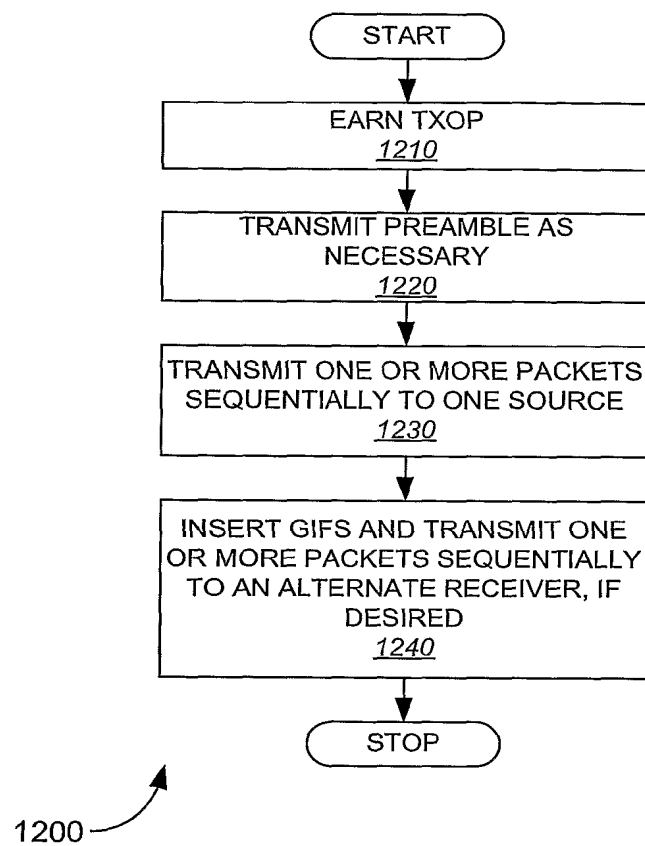 START
EARN TXOP
1210
TRANSMIT PREAMBLE AS
NECESSARY
1220
TRANSMIT ONE OR MORE PACKETS
SEQUENTIALLY TO ONE SOURCE
1230
INSERT GIFS AND TRANSMIT ONE
OR MORE PACKETS SEQUENTIALLY
TO AN ALTERNATE RECEIVER, IF
DESIRED
1240
STOP
1200